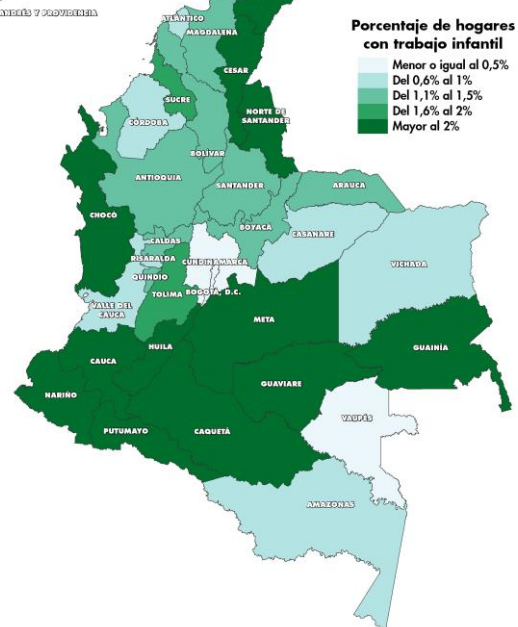 ANDRÉS Y PROVIDENCIA
Porcentaje de hogares
con trabajo infantil
Menor o igual al 0,5%
Del 0,6% al 1%
Del 1,1% al 1,5%
Del 1,6% al 2%
Mayor al 2%
ATLÁNTICO
MAGDALENA
CESAR
SUCRE
NORTE DE
SANTANDER
CÓRDOBA
BOLÍVAR
ANTIOQUIA
SANTANDER
ARAUCA
CHOCÓ
BOYACÁ
CASANARE
CALDAS
RISARALDA
CUNDINAMARCA
VICHADA
QUINDIO
TOLIMA
BOGOTÁ, D.C.
VALLE DEL
CAUCA
META
HUILA
GUAINÍA
CAUCA
GUAVIARE
NARIÑO
VAUPÉS
PUTUMAYO
CAQUETÁ
AMAZONAS